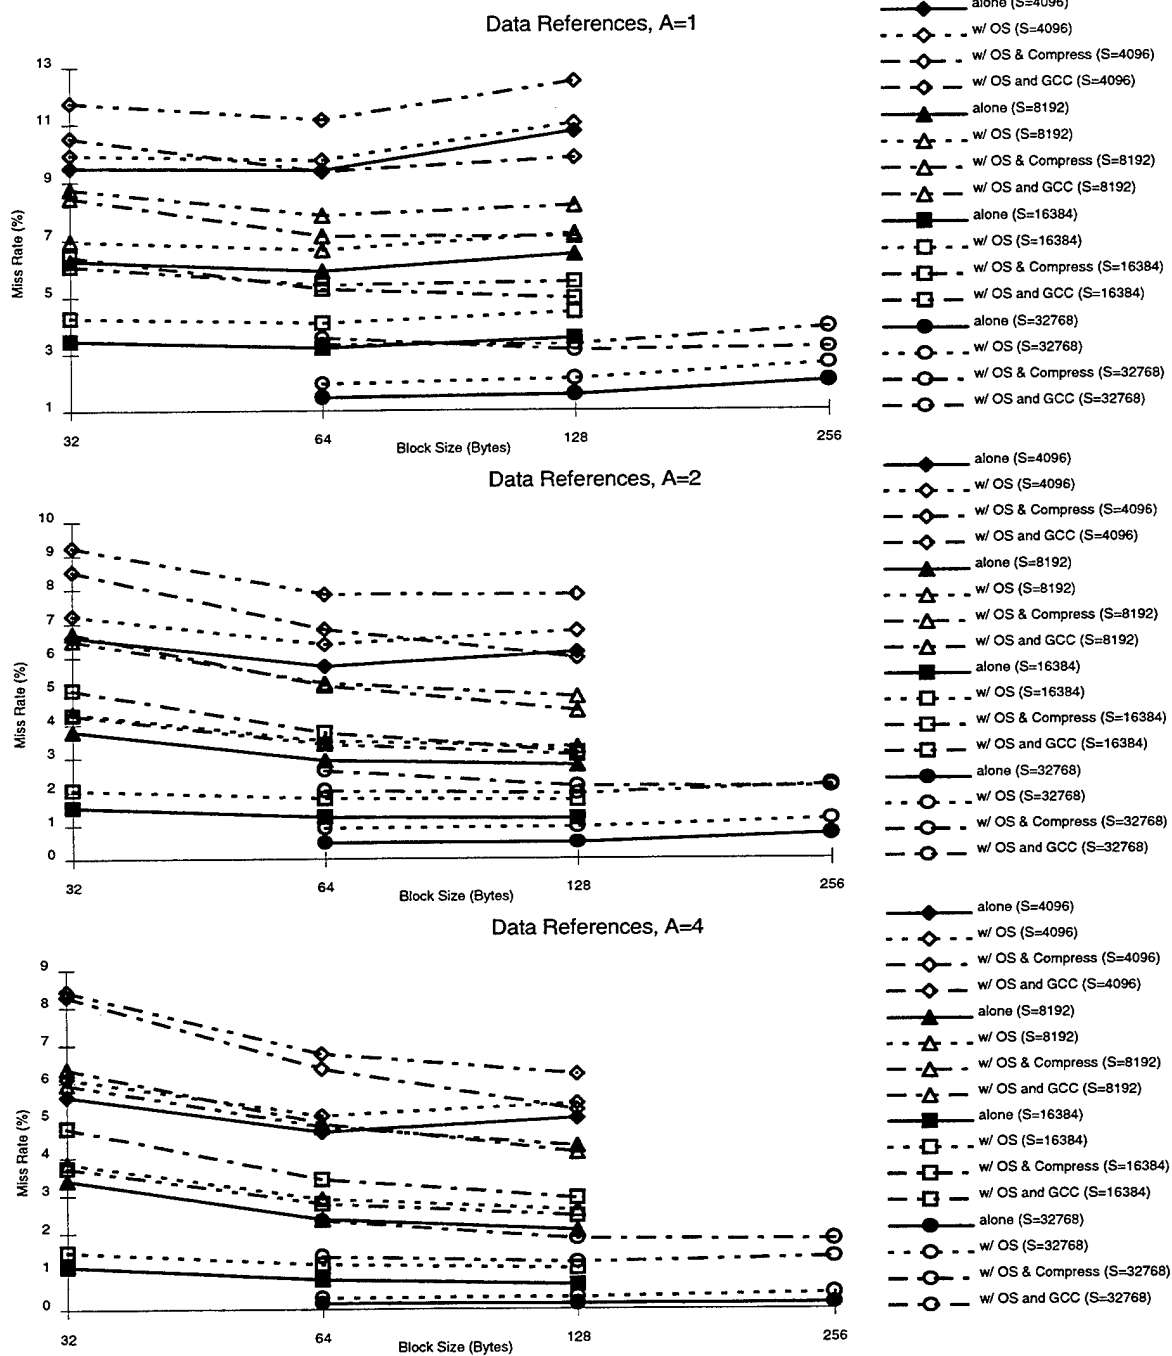 Data References, A=1
13
11
9
7
5
3
1
Miss Rate (%)
32
64
128
256
Block Size (Bytes)
alone (S=4096)
w/ OS (S=4096)
w/ OS & Compress (S=4096)
w/ OS and GCC (S=4096)
alone (S=8192)
w/ OS (S=8192)
w/ OS & Compress (S=8192)
w/ OS and GCC (S=8192)
alone (S=16384)
w/ OS (S=16384)
w/ OS & Compress (S=16384)
w/ OS and GCC (S=16384)
alone (S=32768)
w/ OS (S=32768)
w/ OS & Compress (S=32768)
w/ OS and GCC (S=32768)
Data References, A=2
10
9
8
7
6
5
4
3
2
1
0
Miss Rate (%)
32
64
128
256
Block Size (Bytes)
alone (S=4096)
w/ OS (S=4096)
w/ OS & Compress (S=4096)
w/ OS and GCC (S=4096)
alone (S=8192)
w/ OS (S=8192)
w/ OS & Compress (S=8192)
w/ OS and GCC (S=8192)
alone (S=16384)
w/ OS (S=16384)
w/ OS & Compress (S=16384)
w/ OS and GCC (S=16384)
alone (S=32768)
w/ OS (S=32768)
w/ OS & Compress (S=32768)
w/ OS and GCC (S=32768)
Data References, A=4
9
8
7
6
5
4
3
2
1
0
Miss Rate (%)
32
64
128
256
Block Size (Bytes)
alone (S=4096)
w/ OS (S=4096)
w/ OS & Compress (S=4096)
w/ OS and GCC (S=4096)
alone (S=8192)
w/ OS (S=8192)
w/ OS & Compress (S=8192)
w/ OS and GCC (S=8192)
alone (S=16384)
w/ OS (S=16384)
w/ OS & Compress (S=16384)
w/ OS and GCC (S=16384)
alone (S=32768)
w/ OS (S=32768)
w/ OS & Compress (S=32768)
w/ OS and GCC (S=32768)